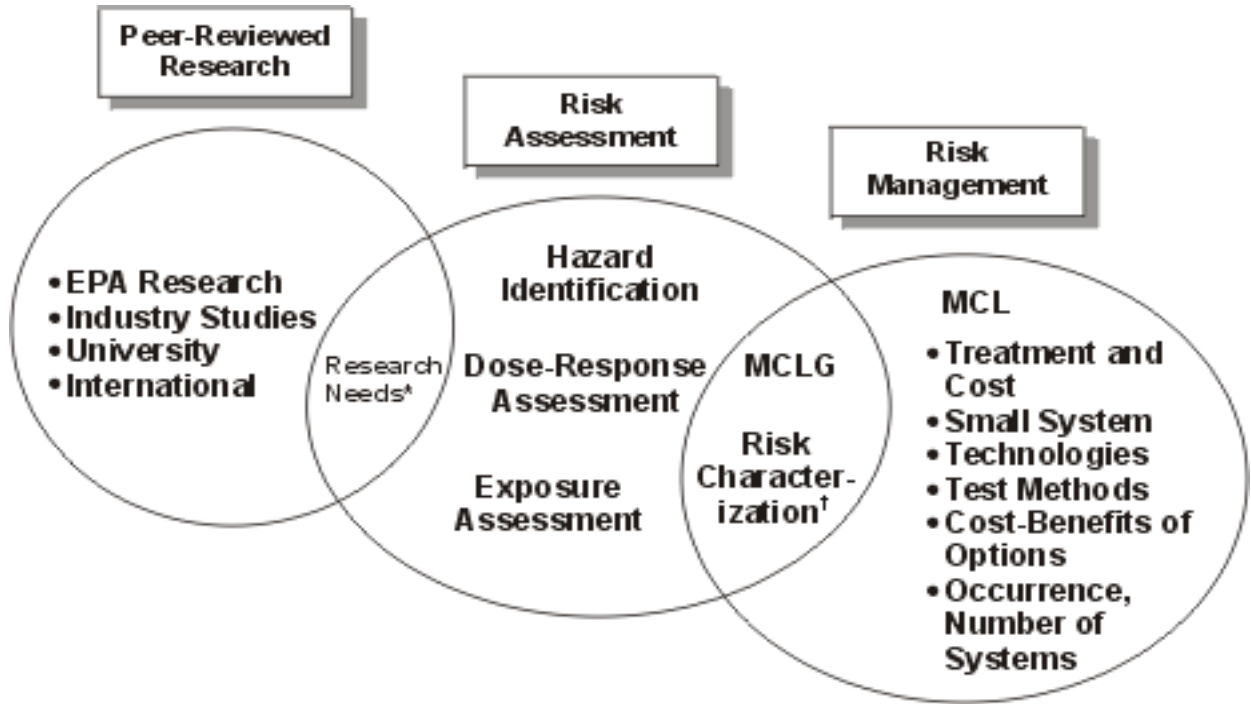 Peer-Reviewed
Research
Risk
Assessment
Risk
Management
•EPA Research
•Industry Studies
•University
•International
Research
Needs*
Hazard
Identification
Dose-Response
Assessment
Exposure
Assessment
MCLG
Risk
Character-
ization†
MCL
•Treatment and
Cost
•Small System
•Technologies
•Test Methods
•Cost-Benefits of
Options
•Occurrence,
Number of
Systems